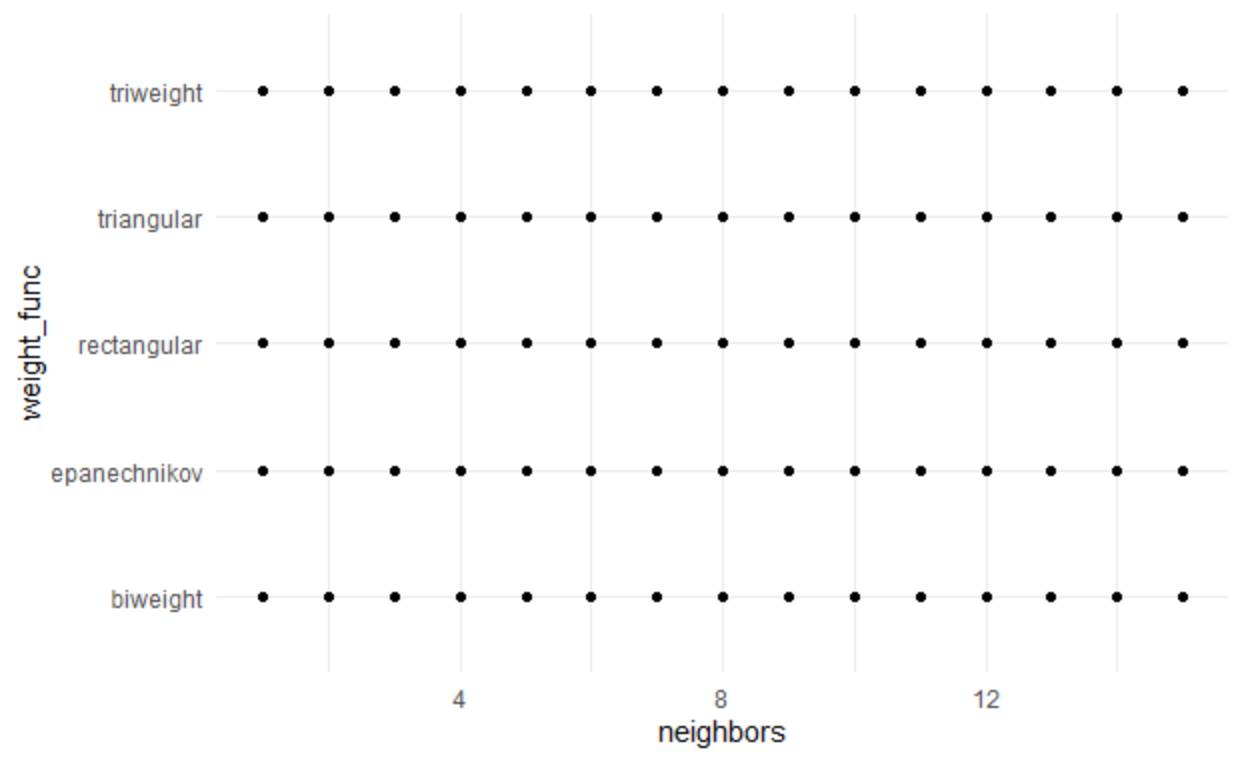 triweight
triangular
rectangular
epanechnikov
biweight
weight_func
4 8 12
neighbors